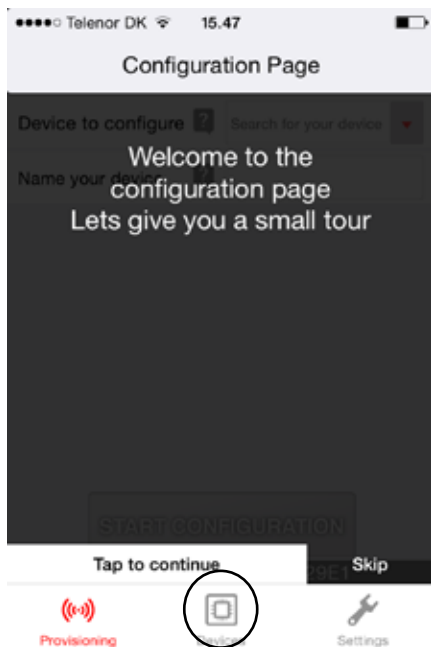 Telenor DK 15.47
Configuration Page
Device to configure ? Search for your device
Name your device ?
Welcome to the
configuration page
Lets give you a small tour
START CONFIGURATION
29E1
Tap to continue Skip
Provisioning Devices Settings